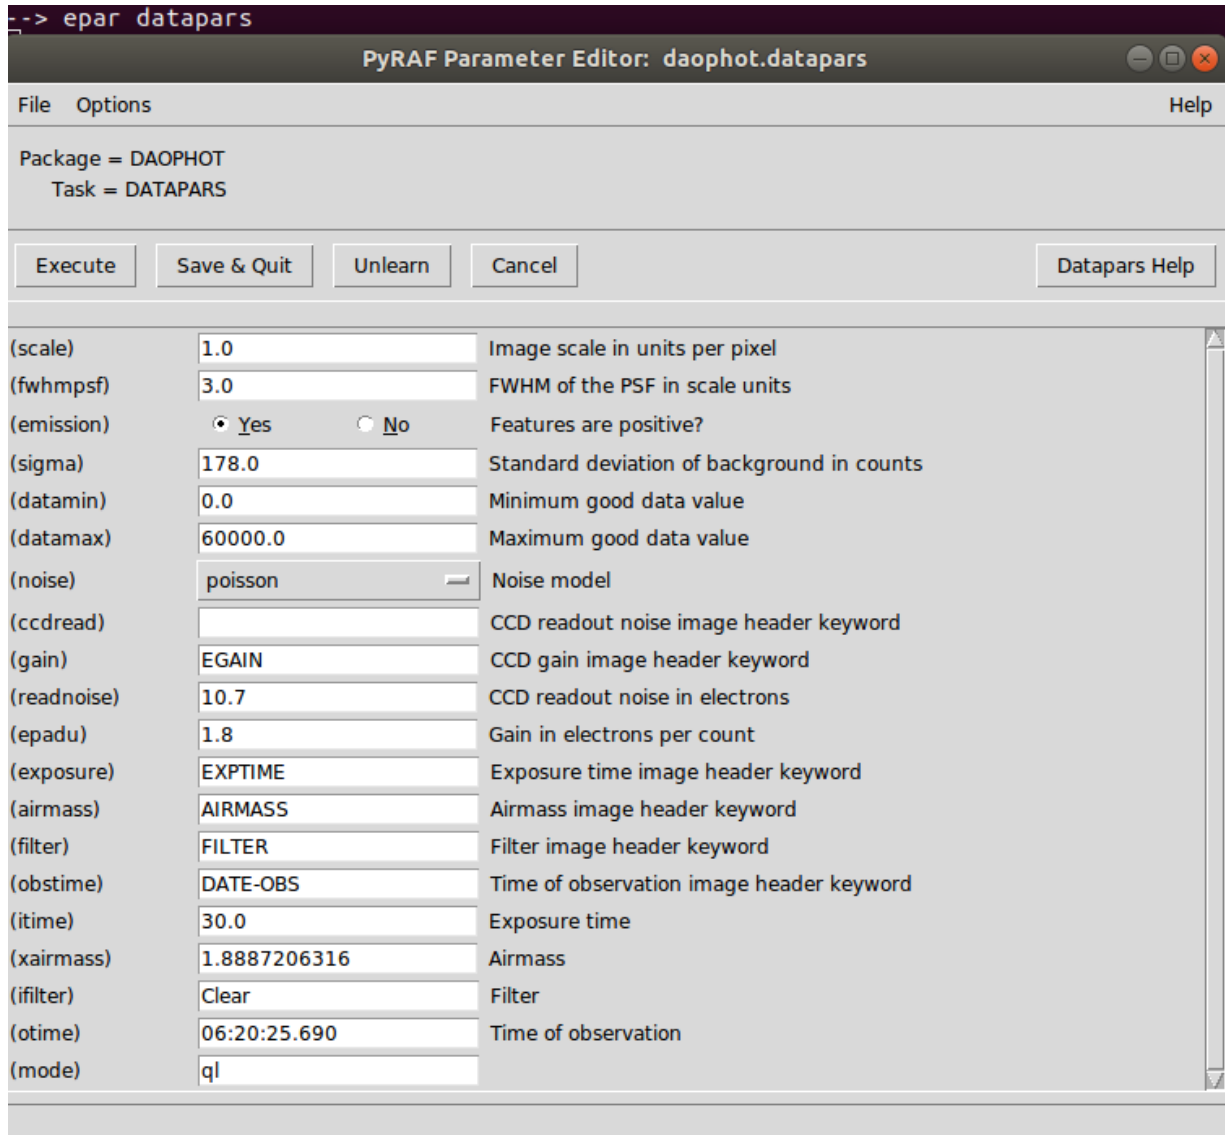 --> epar datapars
PyRAF Parameter Editor: daophot.datapars
File Options Help
Package = DAOPHOT
Task = DATAPARS
Execute Save & Quit Unlearn Cancel Datapars Help
(scale) 1.0 Image scale in units per pixel
(fwhmpsf) 3.0 FWHM of the PSF in scale units
(emission) Yes No Features are positive?
(sigma) 178.0 Standard deviation of background in counts
(datamin) 0.0 Minimum good data value
(datamax) 60000.0 Maximum good data value
(noise) poisson Noise model
(ccdread) CCD readout noise image header keyword
(gain) EGAIN CCD gain image header keyword
(readnoise) 10.7 CCD readout noise in electrons
(epadu) 1.8 Gain in electrons per count
(exposure) EXPTIME Exposure time image header keyword
(airmass) AIRMASS Airmass image header keyword
(filter) FILTER Filter image header keyword
(obstime) DATE-OBS Time of observation image header keyword
(itime) 30.0 Exposure time
(xairmass) 1.8887206316 Airmass
(ifilter) Clear Filter
(otime) 06:20:25.690 Time of observation
(mode) ql